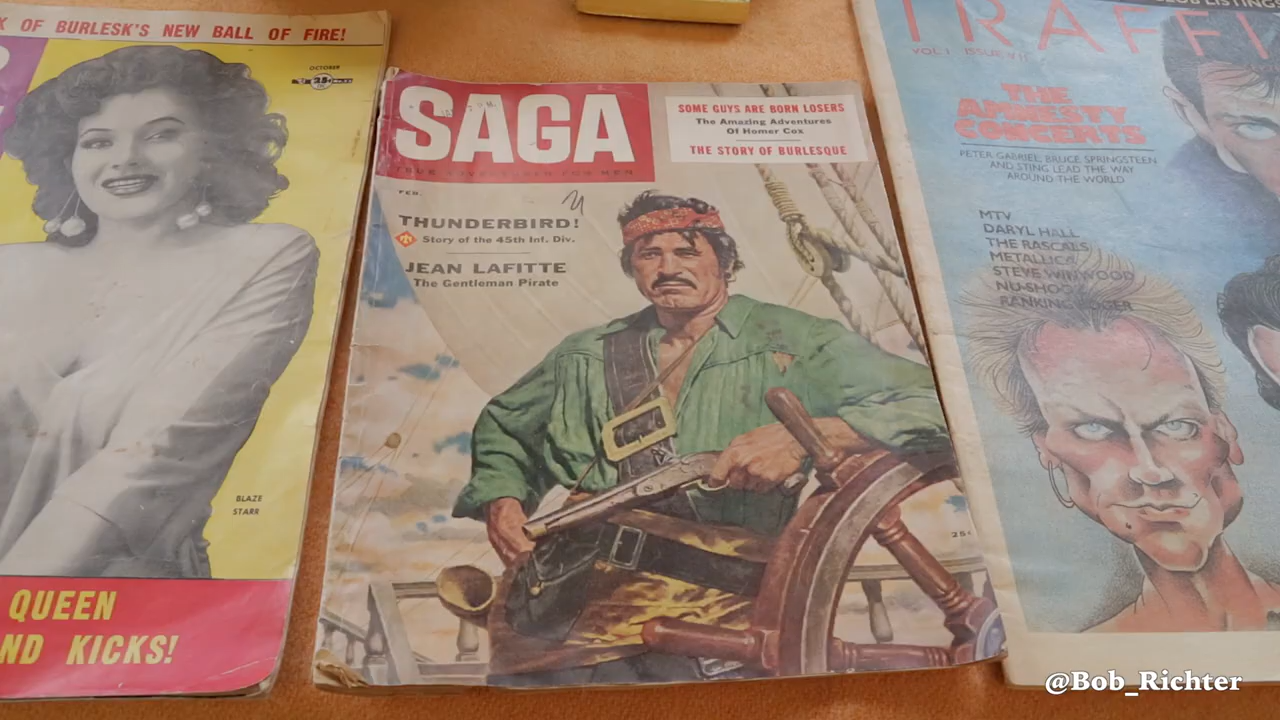 K OF BURLESK'S NEW BALL OF FIRE!
OCTOBER
25¢
BLAZE
STARR
QUEEN
ND KICKS!
SAGA
TRUE ADVENTURES FOR MEN
SOME GUYS ARE BORN LOSERS
The Amazing Adventures
Of Homer Cox
THE STORY OF BURLESQUE
FEB.
THUNDERBIRD!
Story of the 45th Inf. Div.
JEAN LAFITTE
The Gentleman Pirate
25¢
LISTINGS
TRAFFI
VOL. 1 ISSUE
THE
AMNESTY
CONCERTS
PETER GABRIEL, BRUCE SPRINGSTEEN
AND STING LEAD THE WAY
AROUND THE WORLD
MTV
DARYL HALL
THE RASCALS
METALLICA
STEVE WINWOOD
NU SHOOZ
RANKING ROGER
@Bob_Richter